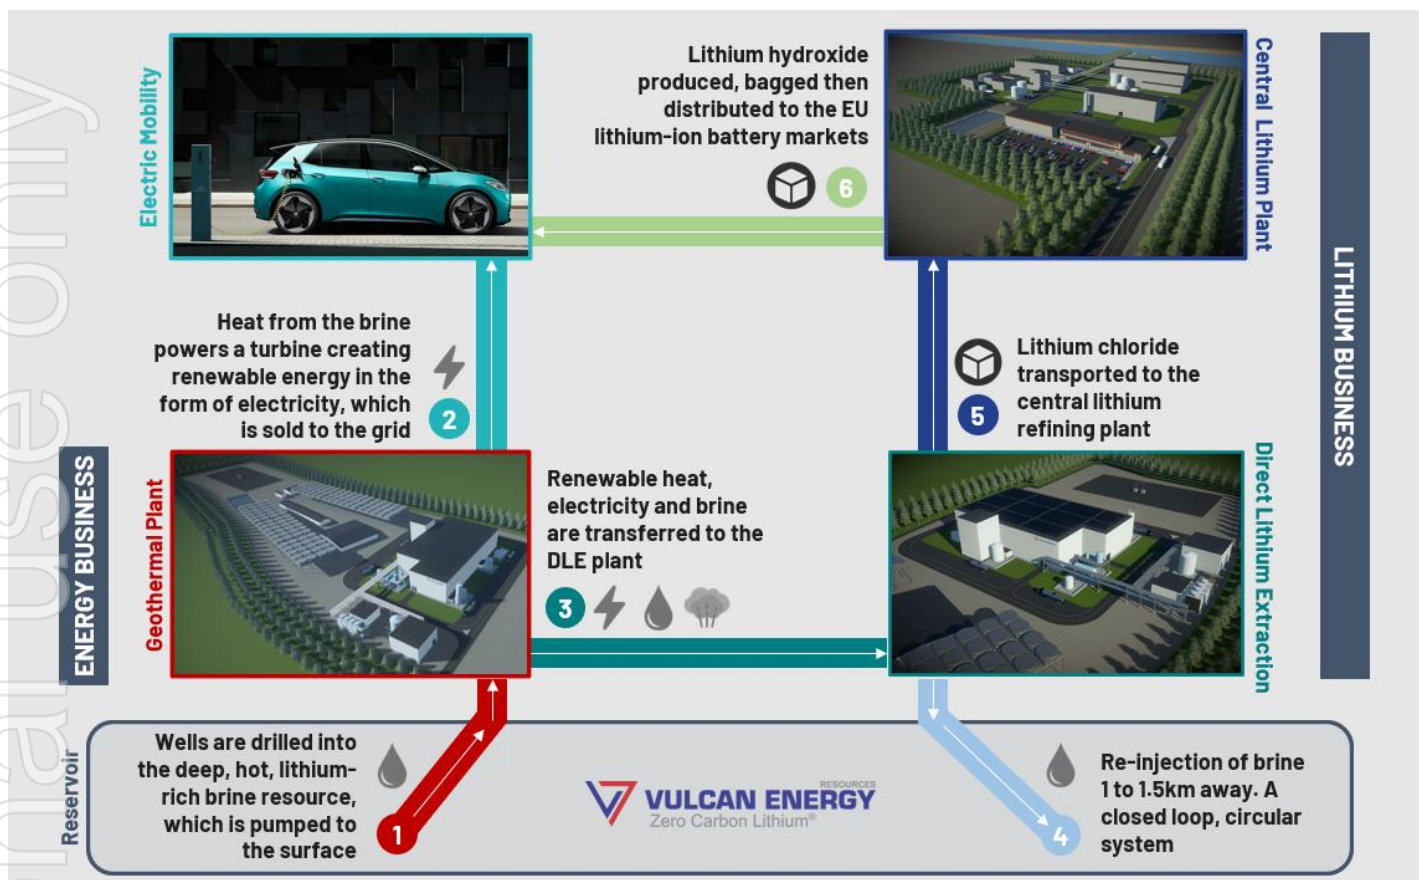 Electric Mobility
Lithium hydroxide
produced, bagged then
distributed to the EU
lithium-ion battery markets
6
Central Lithium Plant
LITHIUM BUSINESS
Heat from the brine
powers a turbine creating
renewable energy in the
form of electricity, which
is sold to the grid
2
Lithium chloride
transported to the
central lithium
refining plant
5
ENERGY BUSINESS
Geothermal Plant
Renewable heat,
electricity and brine
are transferred to the
DLE plant
3
Direct Lithium Extraction
Reservoir
Wells are drilled into
the deep, hot, lithium-
rich brine resource,
which is pumped to
the surface
1
RESOURCES
VULCAN ENERGY
Zero Carbon Lithium®
4
Re-injection of brine
1 to 1.5km away. A
closed loop, circular
system
use only